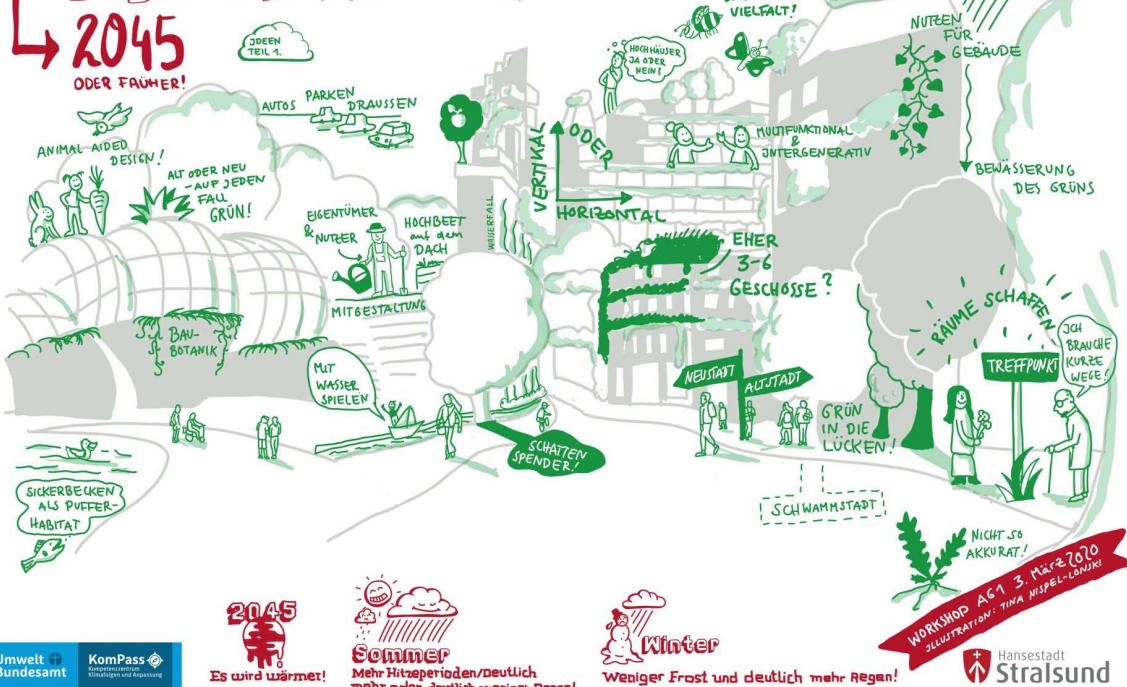 2045
ODER FRÜHER!
IDEEN
TEIL 1.
VIELFALT!
HOCHHÄUSER
JA ODER
NEIN?
NUTZEN
FÜR
GEBÄUDE
AUTOS PARKEN
DRAUSSEN
ANIMAL AIDED
DESIGN!
ALT ODER NEU
-AUF JEDEN
FALL
GRÜN!
EIGENTÜMER
& NUTZER
HOCHBEET
auf dem
DACH
MITGESTALTUNG
WASSERFALL
VERTIKAL
ODER
HORIZONTAL
MULTIFUNKTIONAL
&
INTERGENERATIV
BEWÄSSERUNG
DES GRÜNS
EHER
3-6
GESCHOSSE?
BAU-
BOTANIK
MIT
WASSER
SPIELEN
SCHATTEN
SPENDER!
NEUSTADT
ALTSTADT
GRÜN
IN DIE
LÜCKEN!
RÄUME SCHAFFEN
TREFFPUNKT
ICH
BRAUCHE
KURZE
WEGE!
SICKERBECKEN
ALS PUFFER-
HABITAT
SCHWAMMSTADT
NICHT SO
AKKURAT!
WORKSHOP AG1 3. März 2020
ILLUSTRATION: TINA NISPEL-LONSKI
Umwelt
Bundesamt
KomPass
Kompetenzzentrum
Klimafolgen und Anpassung
2045
Es wird wärmer!
Sommer
Mehr Hitzeperioden/Deutlich
mehr oder deutlich weniger Regen!
Winter
Weniger Frost und deutlich mehr Regen!
Hansestadt
Stralsund